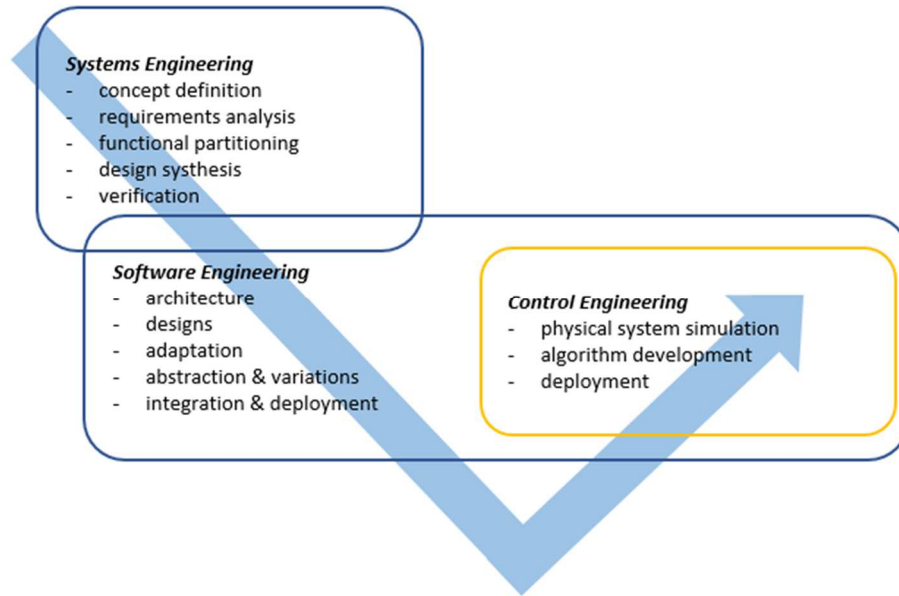 Systems Engineering
- concept definition
- requirements analysis
- functional partitioning
- design systhesis
- verification
Software Engineering
- architecture
- designs
- adaptation
- abstraction & variations
- integration & deployment
Control Engineering
- physical system simulation
- algorithm development
- deployment